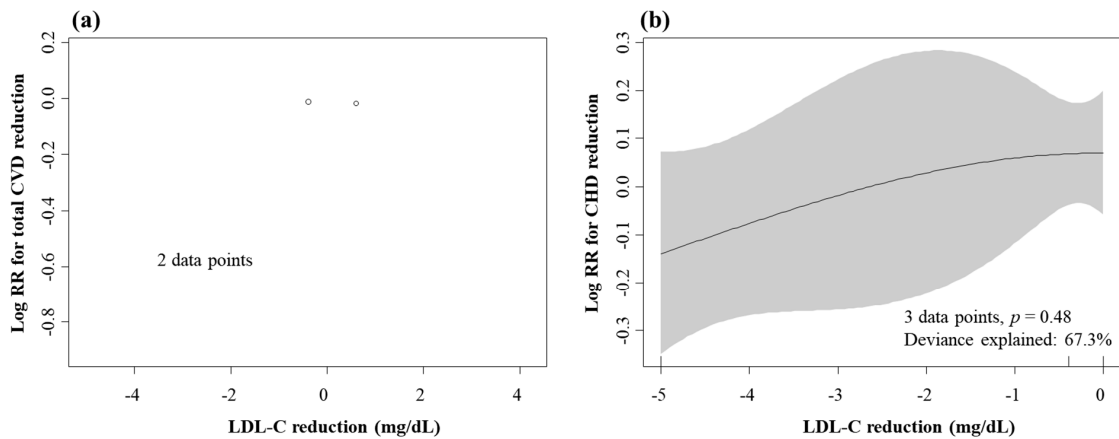 (a)
Log RR for total CVD reduction
0.2
0.0
-0.2
-0.4
-0.6
-0.8
2 data points
-4
-2
0
2
4
LDL-C reduction (mg/dL)
(b)
Log RR for CHD reduction
0.3
0.2
0.1
0.0
-0.1
-0.2
-0.3
3 data points, p = 0.48
Deviance explained: 67.3%
-5
-4
-3
-2
-1
0
LDL-C reduction (mg/dL)